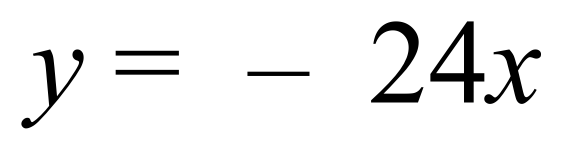 y = − 24x